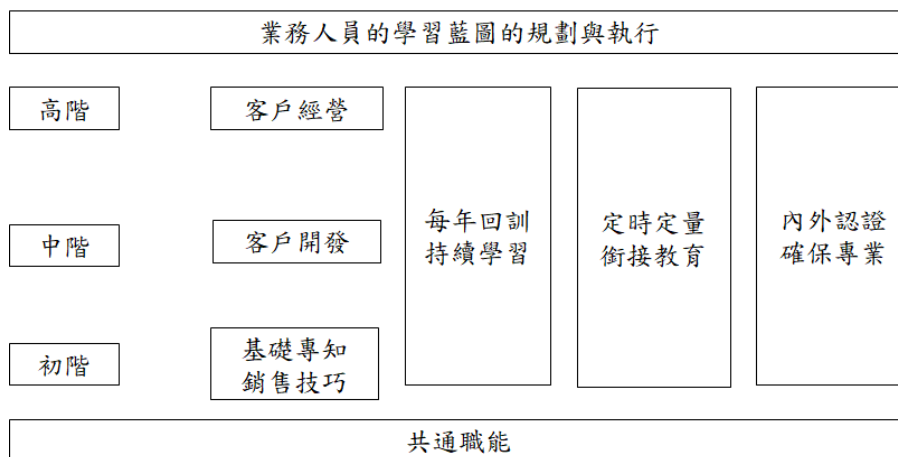 業務人員的學習藍圖的規劃與執行
高階
客戶經營
中階
客戶開發
初階
基礎專知
銷售技巧
每年回訓
持續學習
定時定量
銜接教育
內外認證
確保專業
共通職能